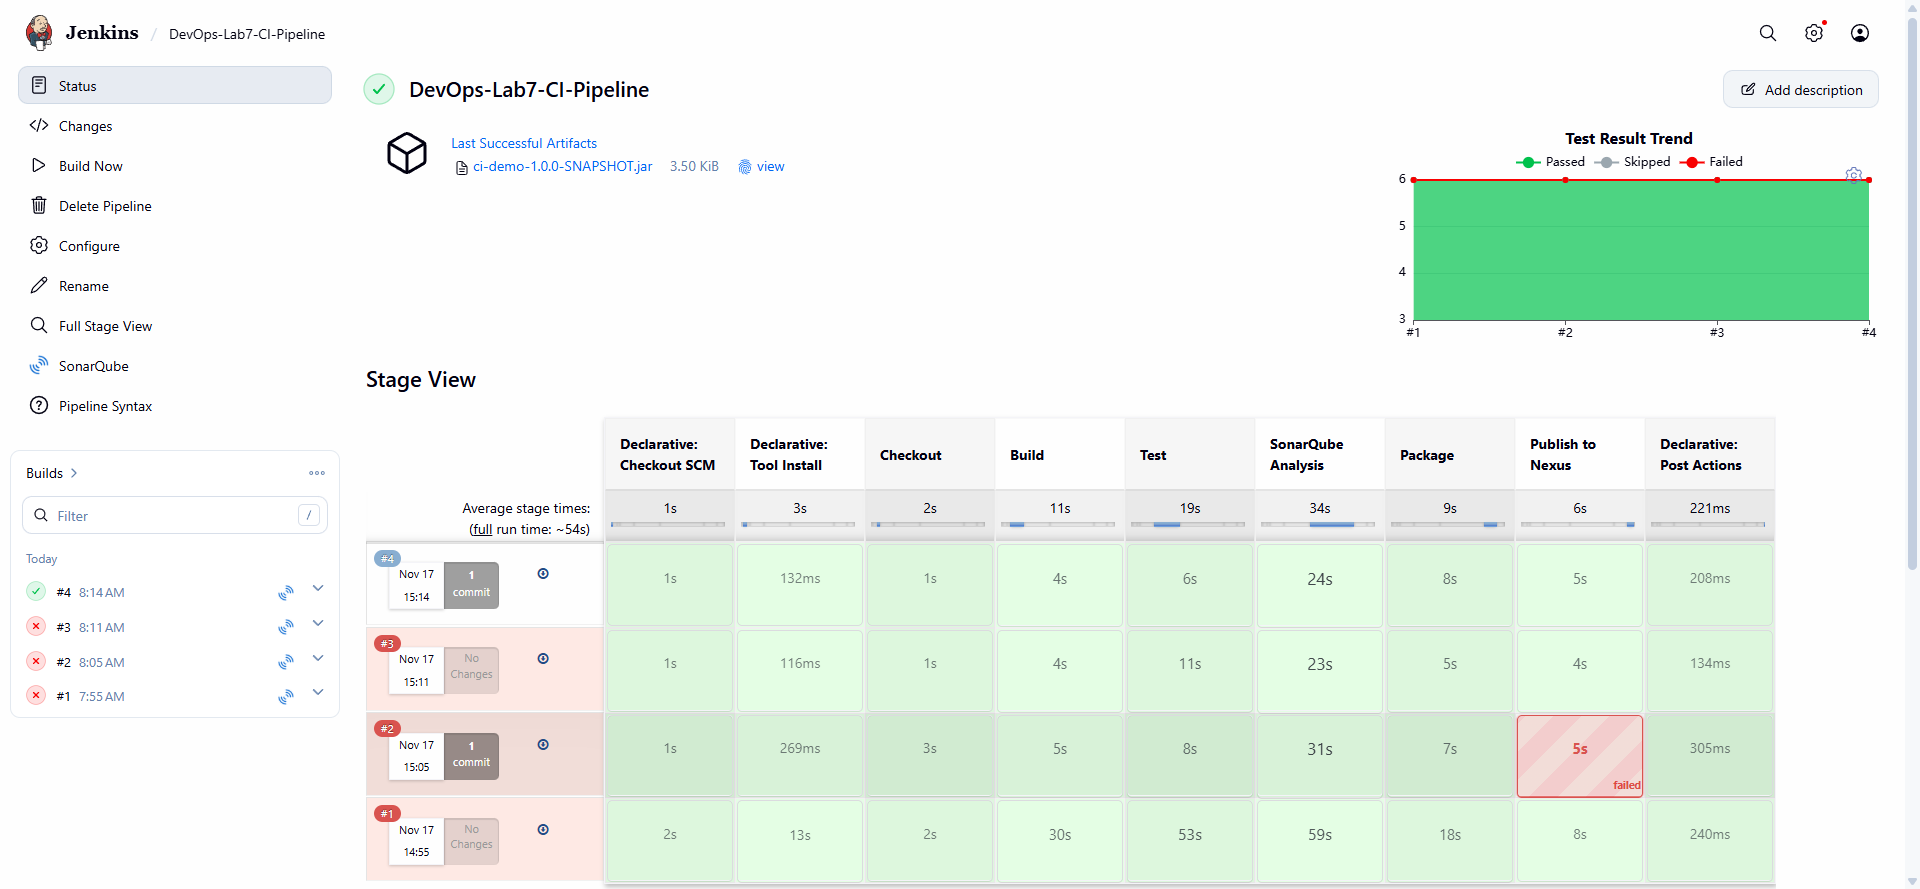 Jenkins / DevOps-Lab7-CI-Pipeline
Status
Changes
Build Now
Delete Pipeline
Configure
Rename
Full Stage View
SonarQube
Pipeline Syntax
Builds
Filter /
Today
#4 8:14 AM
#3 8:11 AM
#2 8:05 AM
#1 7:55 AM
DevOps-Lab7-CI-Pipeline
Add description
Last Successful Artifacts
ci-demo-1.0.0-SNAPSHOT.jar 3.50 KiB view
Test Result Trend
Passed Skipped Failed
6
5
4
3
#1 #2 #3 #4
Stage View
Declarative: Checkout SCM
Declarative: Tool Install
Checkout
Build
Test
SonarQube Analysis
Package
Publish to Nexus
Declarative: Post Actions
Average stage times:
(full run time: ~54s)
1s 3s 2s 11s 19s 34s 9s 6s 221ms
#4
Nov 17
15:14
1
commit
1s 132ms 1s 4s 6s 24s 8s 5s 208ms
#3
Nov 17
15:11
No
Changes
1s 116ms 1s 4s 11s 23s 5s 4s 134ms
#2
Nov 17
15:05
1
commit
1s 269ms 3s 5s 8s 31s 7s 5s 305ms
failed
#1
Nov 17
14:55
No
Changes
2s 13s 2s 30s 53s 59s 18s 8s 240ms